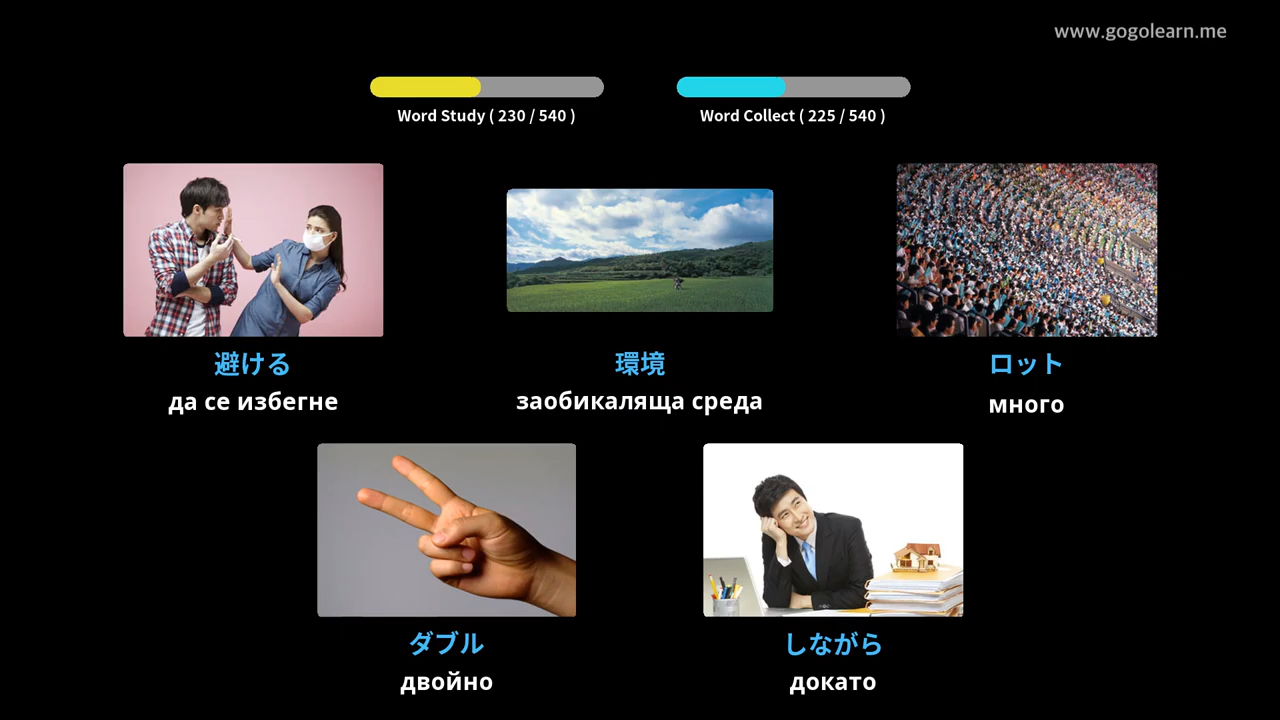 www.gogolearn.me
Word Study ( 230 / 540 )
Word Collect ( 225 / 540 )
避ける
да се избегне
環境
заобикаляща среда
ロット
много
ダブル
двойно
しながら
докато